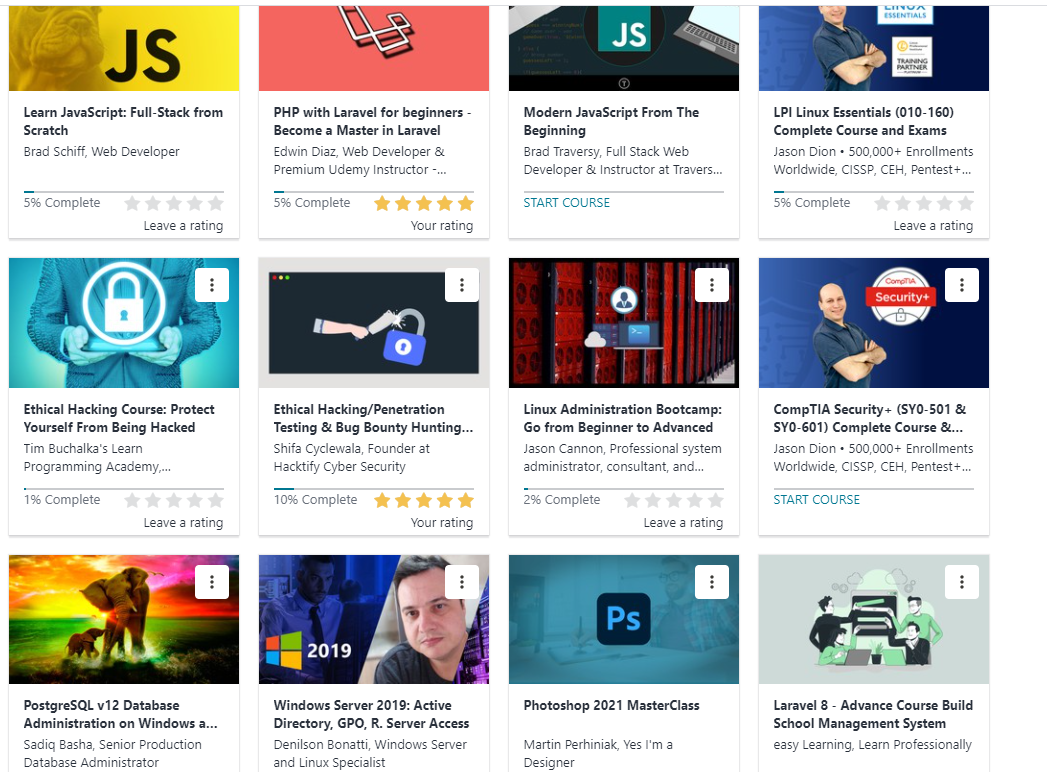 JS
JS
LINUX
ESSENTIALS
TRAINING
PARTNER
PLATINUM
Learn JavaScript: Full-Stack from
Scratch
Brad Schiff, Web Developer
5% Complete
Leave a rating
PHP with Laravel for beginners -
Become a Master in Laravel
Edwin Diaz, Web Developer &
Premium Udemy Instructor -...
5% Complete
Your rating
Modern JavaScript From The
Beginning
Brad Traversy, Full Stack Web
Developer & Instructor at Travers...
START COURSE
LPI Linux Essentials (010-160)
Complete Course and Exams
Jason Dion • 500,000+ Enrollments
Worldwide, CISSP, CEH, Pentest+...
5% Complete
Leave a rating
CompTIA
Security+
Ethical Hacking Course: Protect
Yourself From Being Hacked
Tim Buchalka's Learn
Programming Academy,...
1% Complete
Leave a rating
Ethical Hacking/Penetration
Testing & Bug Bounty Hunting...
Shifa Cyclewala, Founder at
Hacktify Cyber Security
10% Complete
Your rating
Linux Administration Bootcamp:
Go from Beginner to Advanced
Jason Cannon, Professional system
administrator, consultant, and...
2% Complete
Leave a rating
CompTIA Security+ (SY0-501 &
SY0-601) Complete Course &...
Jason Dion • 500,000+ Enrollments
Worldwide, CISSP, CEH, Pentest+...
START COURSE
2019
Ps
PostgreSQL v12 Database
Administration on Windows a...
Sadiq Basha, Senior Production
Database Administrator
Windows Server 2019: Active
Directory, GPO, R. Server Access
Denilson Bonatti, Windows Server
and Linux Specialist
Photoshop 2021 MasterClass
Martin Perhiniak, Yes I'm a
Designer
Laravel 8 - Advance Course Build
School Management System
easy Learning, Learn Professionally